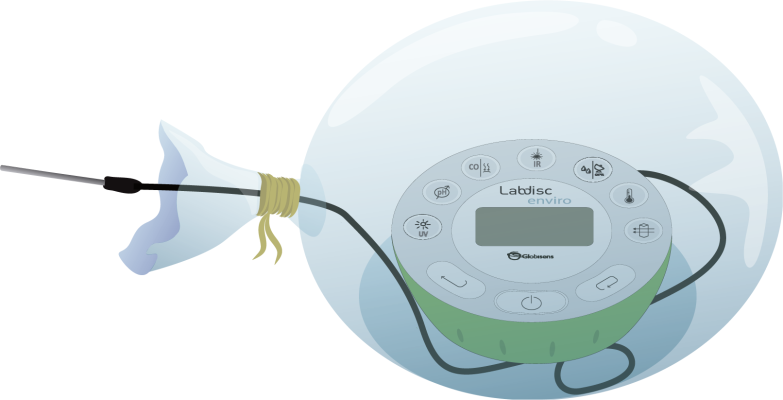 CO
IR
pH
UV
Labdisc
enviro
Globisens